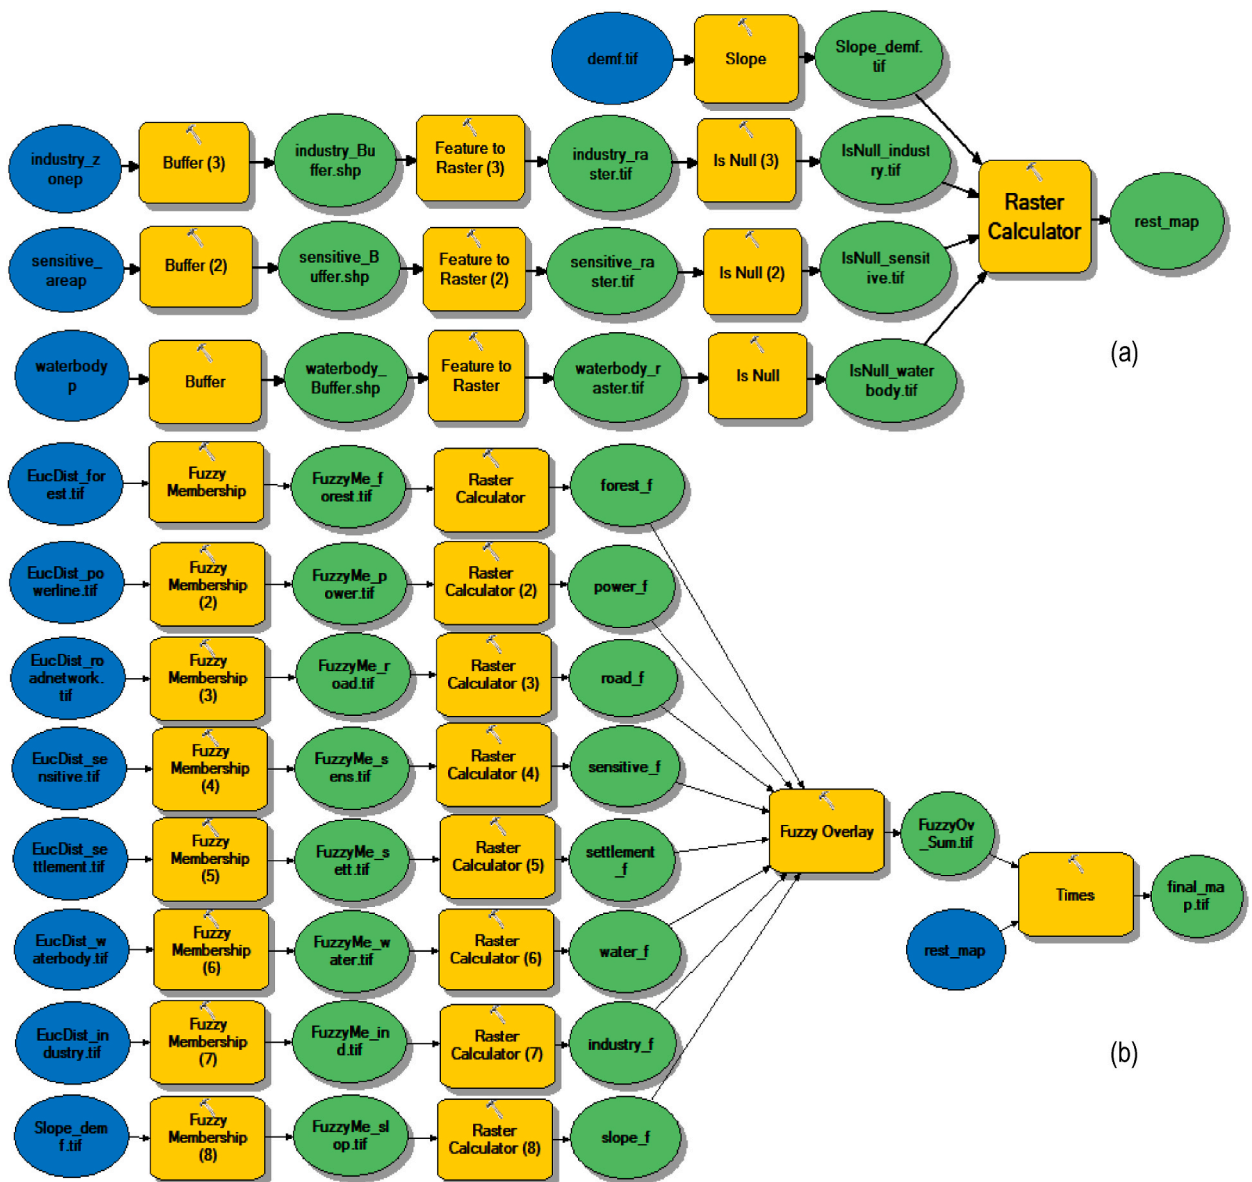 demf.tif
Slope
Slope_demf.
tif
industry_z
onep
Buffer (3)
industry_Bu
ffer.shp
Feature to
Raster (3)
industry_ra
ster.tif
Is Null (3)
IsNull_indust
ry.tif
Raster
Calculator
rest_map
sensitive_
areap
Buffer (2)
sensitive_B
uffer.shp
Feature to
Raster (2)
sensitive_ra
ster.tif
Is Null (2)
IsNull_sensit
ive.tif
waterbody
p
Buffer
waterbody_
Buffer.shp
Feature to
Raster
waterbody_r
aster.tif
Is Null
IsNull_water
body.tif
(a)
EucDist_for
est.tif
Fuzzy
Membership
FuzzyMe_f
orest.tif
Raster
Calculator
forest_f
EucDist_po
werline.tif
Fuzzy
Membership
(2)
FuzzyMe_p
ower.tif
Raster
Calculator (2)
power_f
EucDist_ro
adnetwork.
tif
Fuzzy
Membership
(3)
FuzzyMe_r
oad.tif
Raster
Calculator (3)
road_f
EucDist_se
nsitive.tif
Fuzzy
Membership
(4)
FuzzyMe_s
ens.tif
Raster
Calculator (4)
sensitive_f
EucDist_se
ttlement.tif
Fuzzy
Membership
(5)
FuzzyMe_s
ett.tif
Raster
Calculator (5)
settlement
_f
Fuzzy Overlay
FuzzyOv
_Sum.tif
Times
final_ma
p.tif
rest_map
EucDist_w
aterbody.tif
Fuzzy
Membership
(6)
FuzzyMe_w
ater.tif
Raster
Calculator (6)
water_f
EucDist_in
dustry.tif
Fuzzy
Membership
(7)
FuzzyMe_in
d.tif
Raster
Calculator (7)
industry_f
(b)
Slope_dem
f.tif
Fuzzy
Membership
(8)
FuzzyMe_sl
op.tif
Raster
Calculator (8)
slope_f